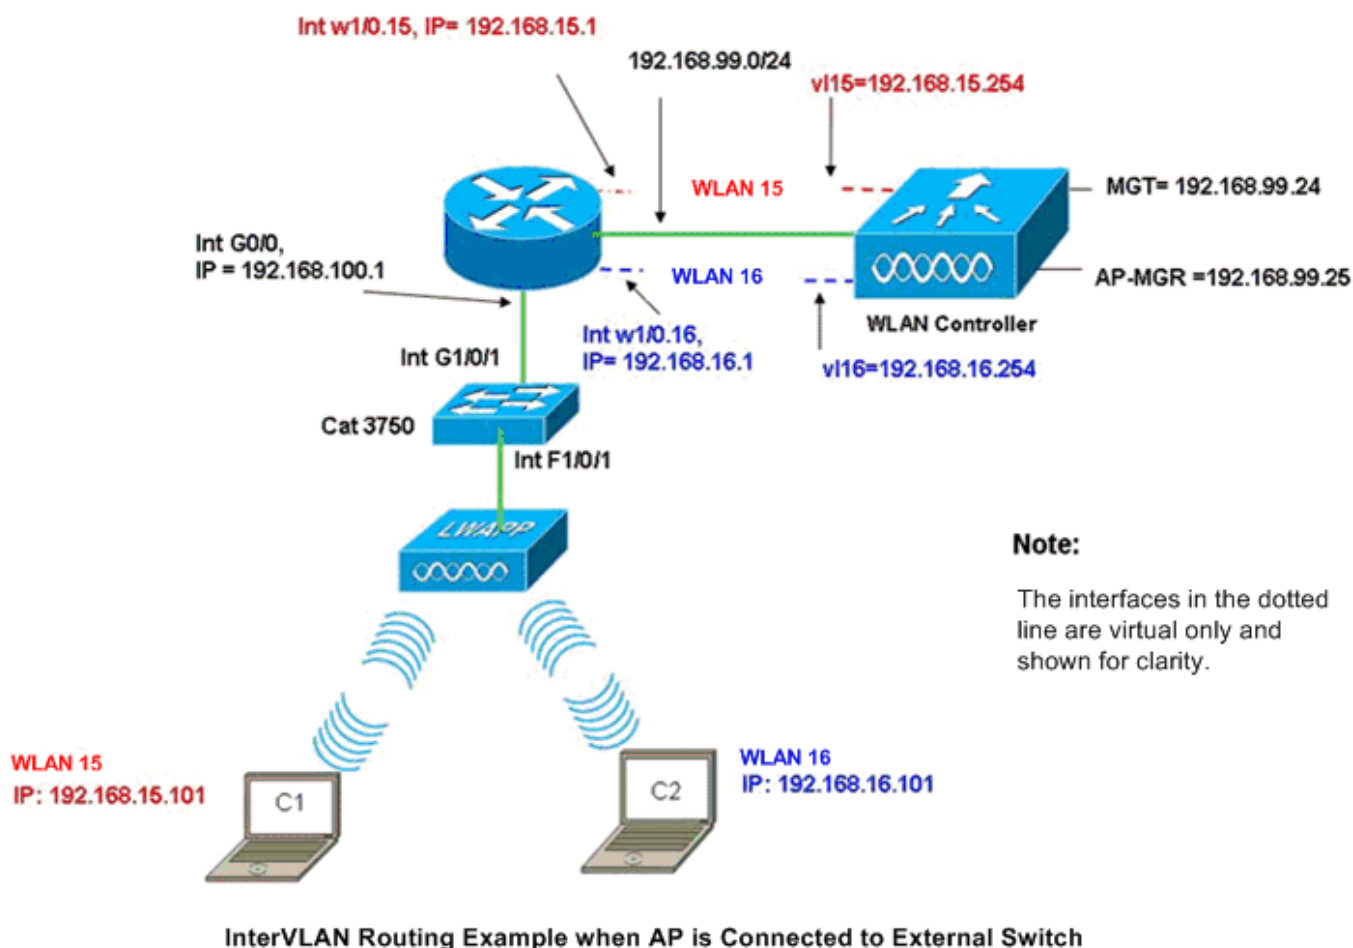 Int w1/0.15, IP= 192.168.15.1
192.168.99.0/24
vl15=192.168.15.254
WLAN 15
MGT= 192.168.99.24
Int G0/0,
IP = 192.168.100.1
WLAN 16
AP-MGR =192.168.99.25
WLAN Controller
Int w1/0.16,
IP= 192.168.16.1
vl16=192.168.16.254
Int G1/0/1
Cat 3750
Int F1/0/1
LWAPP
Note:
The interfaces in the dotted
line are virtual only and
shown for clarity.
WLAN 15
IP: 192.168.15.101
C1
WLAN 16
IP: 192.168.16.101
C2
InterVLAN Routing Example when AP is Connected to External Switch